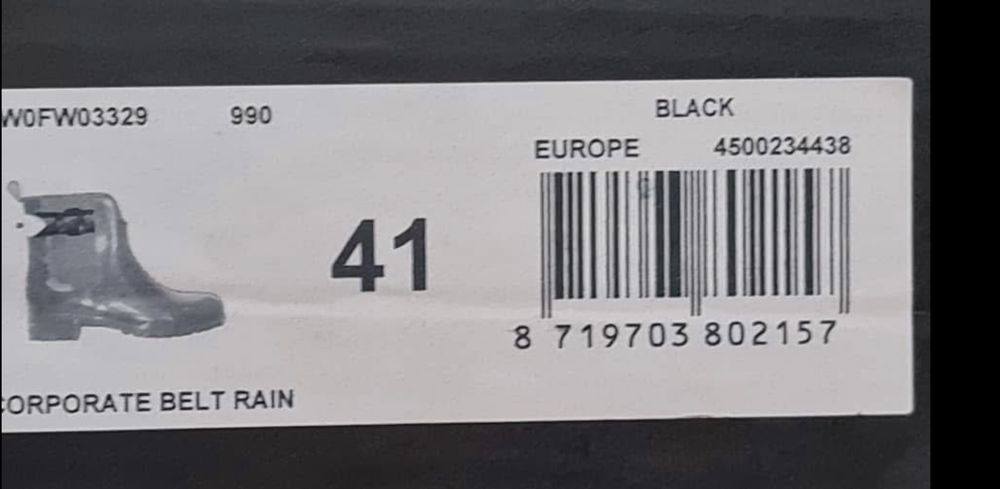 W0FW03329 990
BLACK
EUROPE 4500234438
41
8 719703 802157
CORPORATE BELT RAIN